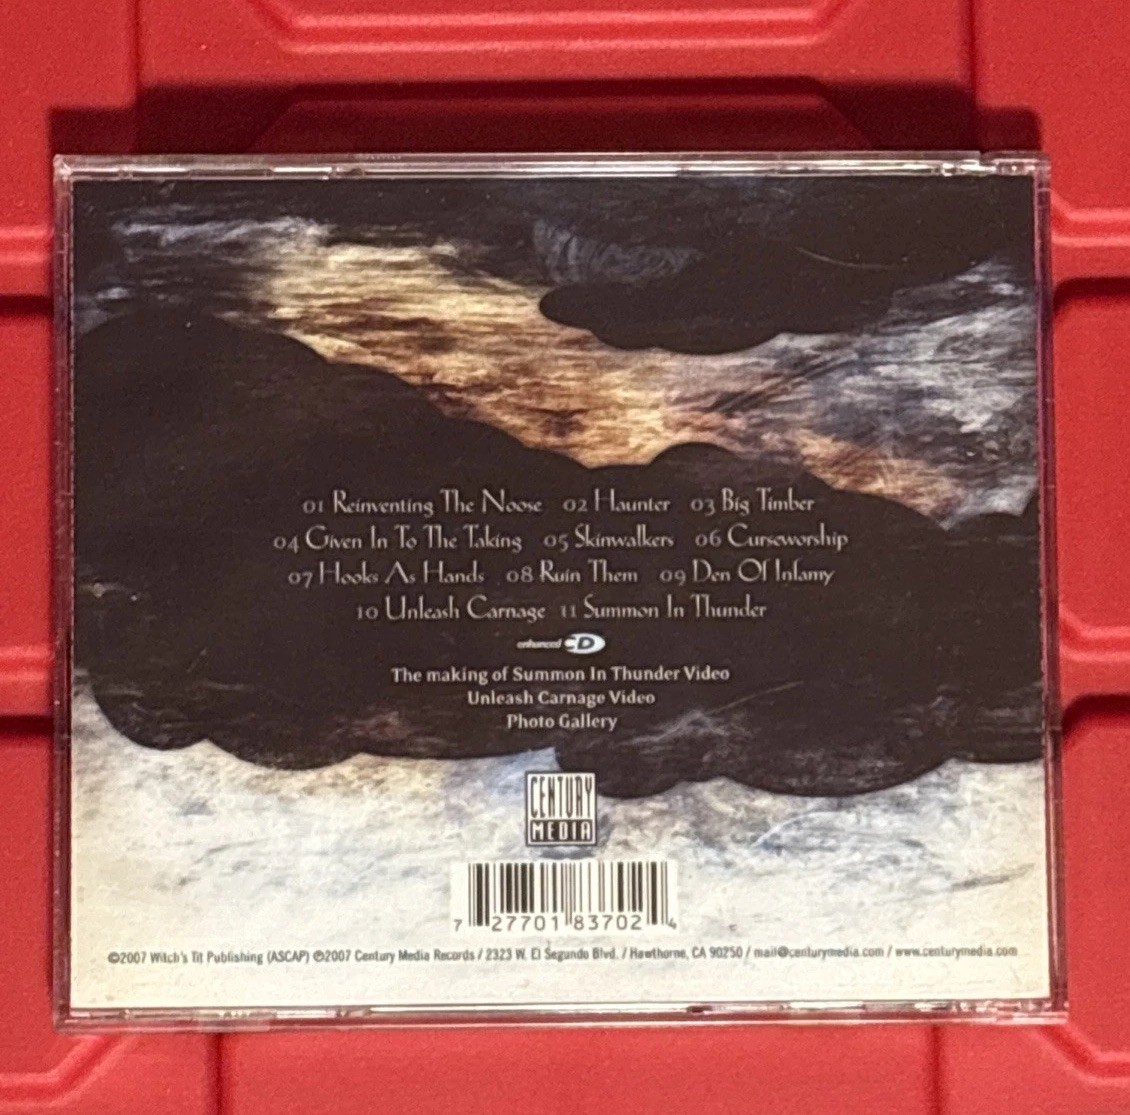 01 Reinventing The Noose 02 Haunter 03 Big Timber
04 Given In To The Taking 05 Skinwalkers 06 Curseworship
07 Hooks As Hands 08 Ruin Them 09 Den Of Infamy
10 Unleash Carnage 11 Summon In Thunder
enhanced CD
The making of Summon In Thunder Video
Unleash Carnage Video
Photo Gallery
CENTURY
MEDIA
7 27701 83702 4
©2007 Witch's Tit Publishing (ASCAP) ℗2007 Century Media Records / 2323 W. El Segundo Blvd. / Hawthorne, CA 90250 / mail@centurymedia.com / www.centurymedia.com